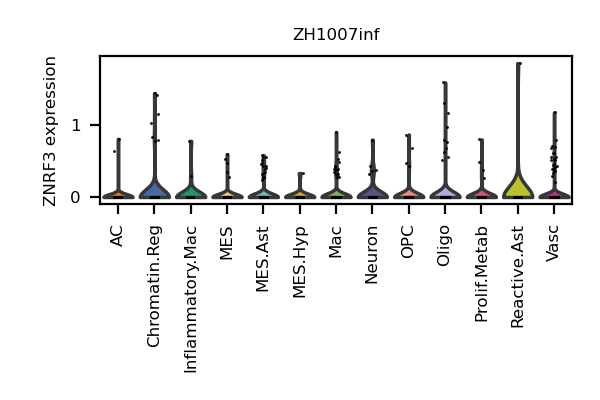 ZH1007inf
ZNRF3 expression
1
0
AC
Chromatin.Reg
Inflammatory.Mac
MES
MES.Ast
MES.Hyp
Mac
Neuron
OPC
Oligo
Prolif.Metab
Reactive.Ast
Vasc